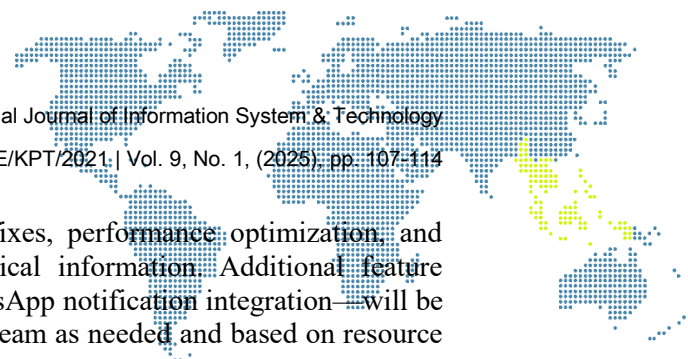 al Journal of Information System & Technology
E/KPT/2021 | Vol. 9, No. 1, (2025), pp. 107-114
ixes, performance optimization, and
ical information. Additional feature
sApp notification integration—will be
eam as needed and based on resource